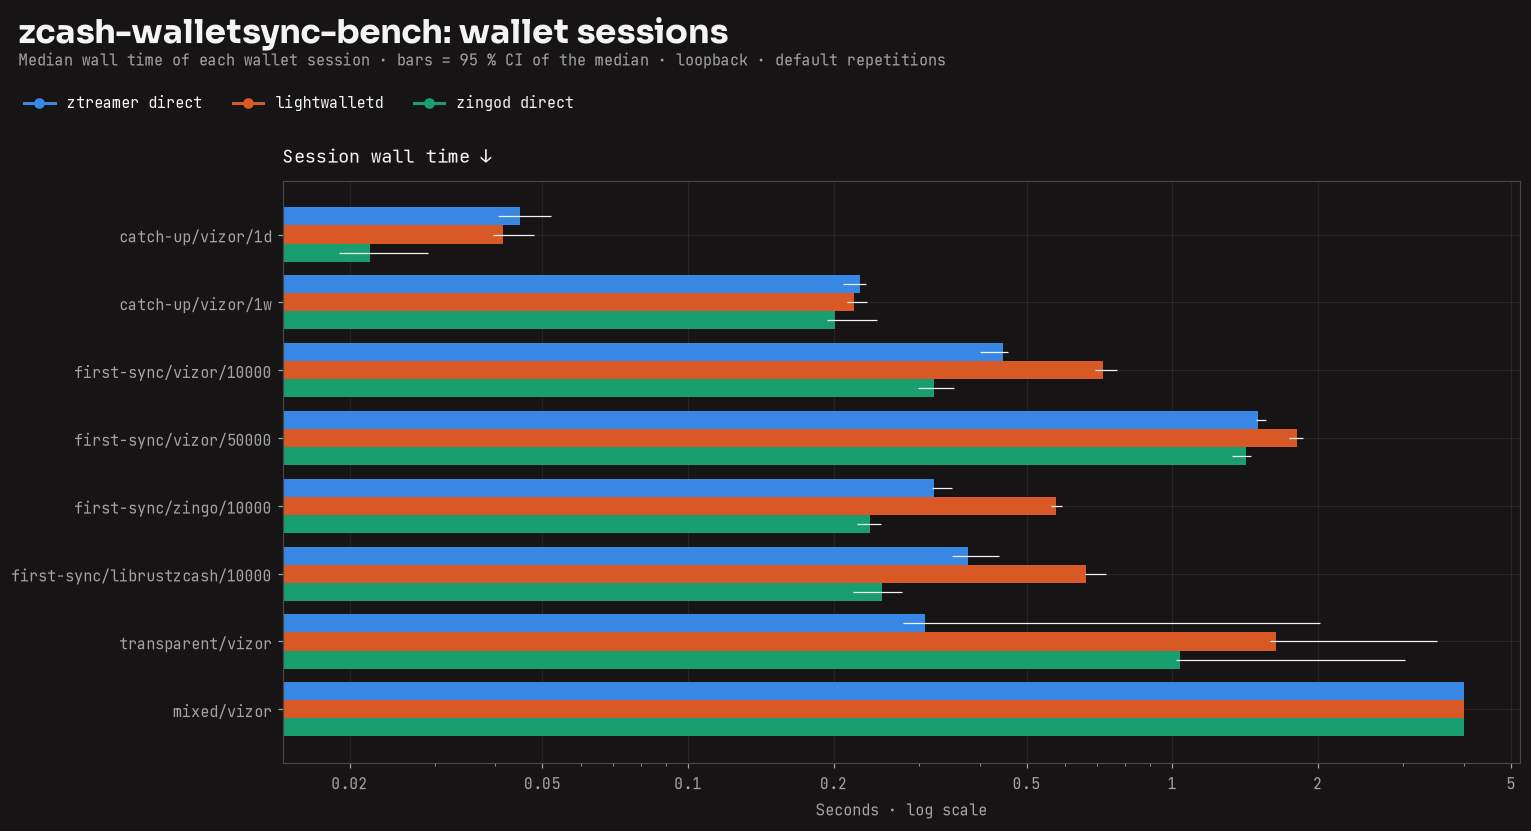 zcash-walletsync-bench: wallet sessions
Median wall time of each wallet session · bars = 95 % CI of the median · loopback · default repetitions
ztreamer direct lightwalletd zingod direct
Session wall time ↓
catch-up/vizor/1d
catch-up/vizor/1w
first-sync/vizor/10000
first-sync/vizor/50000
first-sync/zingo/10000
first-sync/librustzcash/10000
transparent/vizor
mixed/vizor
0.02 0.05 0.1 0.2 0.5 1 2 5
Seconds · log scale